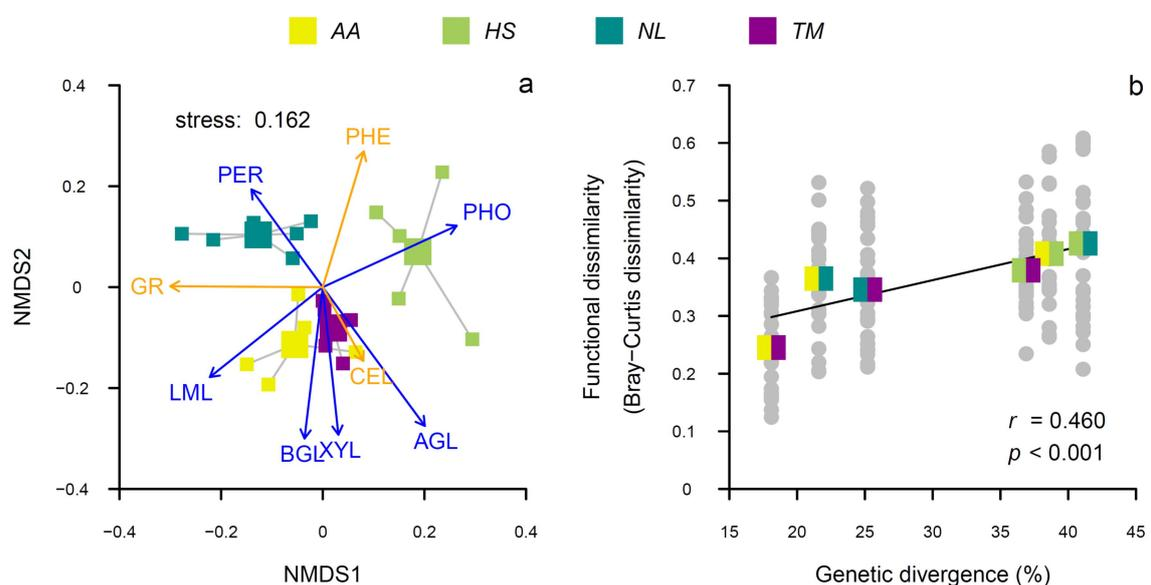 AA HS NL TM
a
stress: 0.162
0.4
0.2
0
−0.2
−0.4
NMDS2
PHE
PER
PHO
GR
LML
CEL
BGL
XYL
AGL
−0.4 −0.2 0 0.2 0.4
NMDS1
b
0.7
0.6
0.5
0.4
0.3
0.2
0.1
0
Functional dissimilarity
(Bray−Curtis dissimilarity)
r = 0.460
p < 0.001
15 20 25 30 35 40 45
Genetic divergence (%)